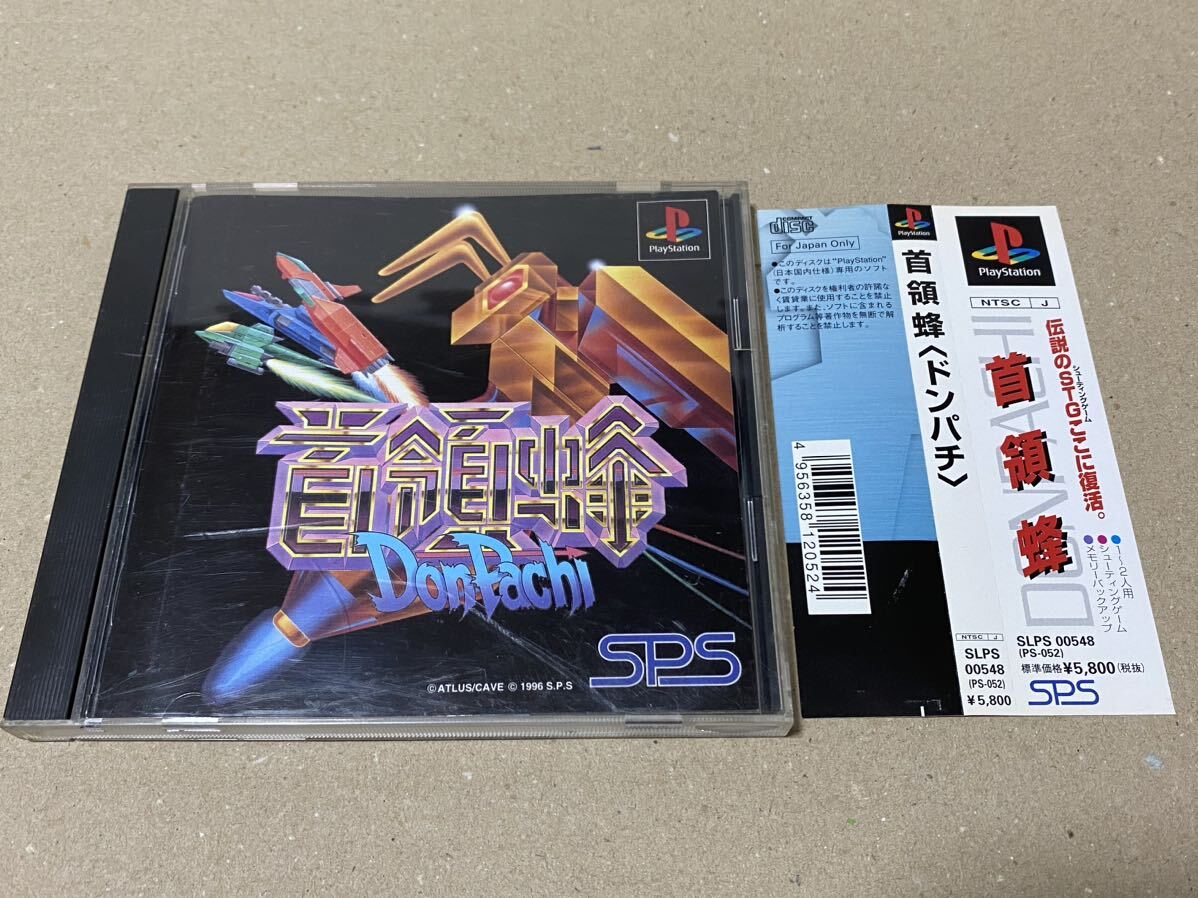 PlayStation
首領蜂
DonPachi
SPS
©ATLUS/CAVE © 1996 S.P.S
COMPACT
disc
For Japan Only
●このディスクは"PlayStation"
(日本国内仕様)専用のソフト
です。
●このディスクを権利者の許諾な
く賃貸業に使用することを禁止
します。また、ソフトに含まれる
プログラム等著作物を無断で解
析することを禁止します。
4 956358 120524
PlayStation
首領蜂〈ドンパチ〉
NTSC J
SLPS
00548
(PS-052)
¥5,800
PlayStation
NTSC J
シューティングゲーム
伝説のSTGここに復活。
首領蜂
DONPACHI
●1〜2人用
●シューティングゲーム
●メモリーバックアップ
SLPS 00548
(PS-052)
標準価格¥5,800(税抜)
SPS